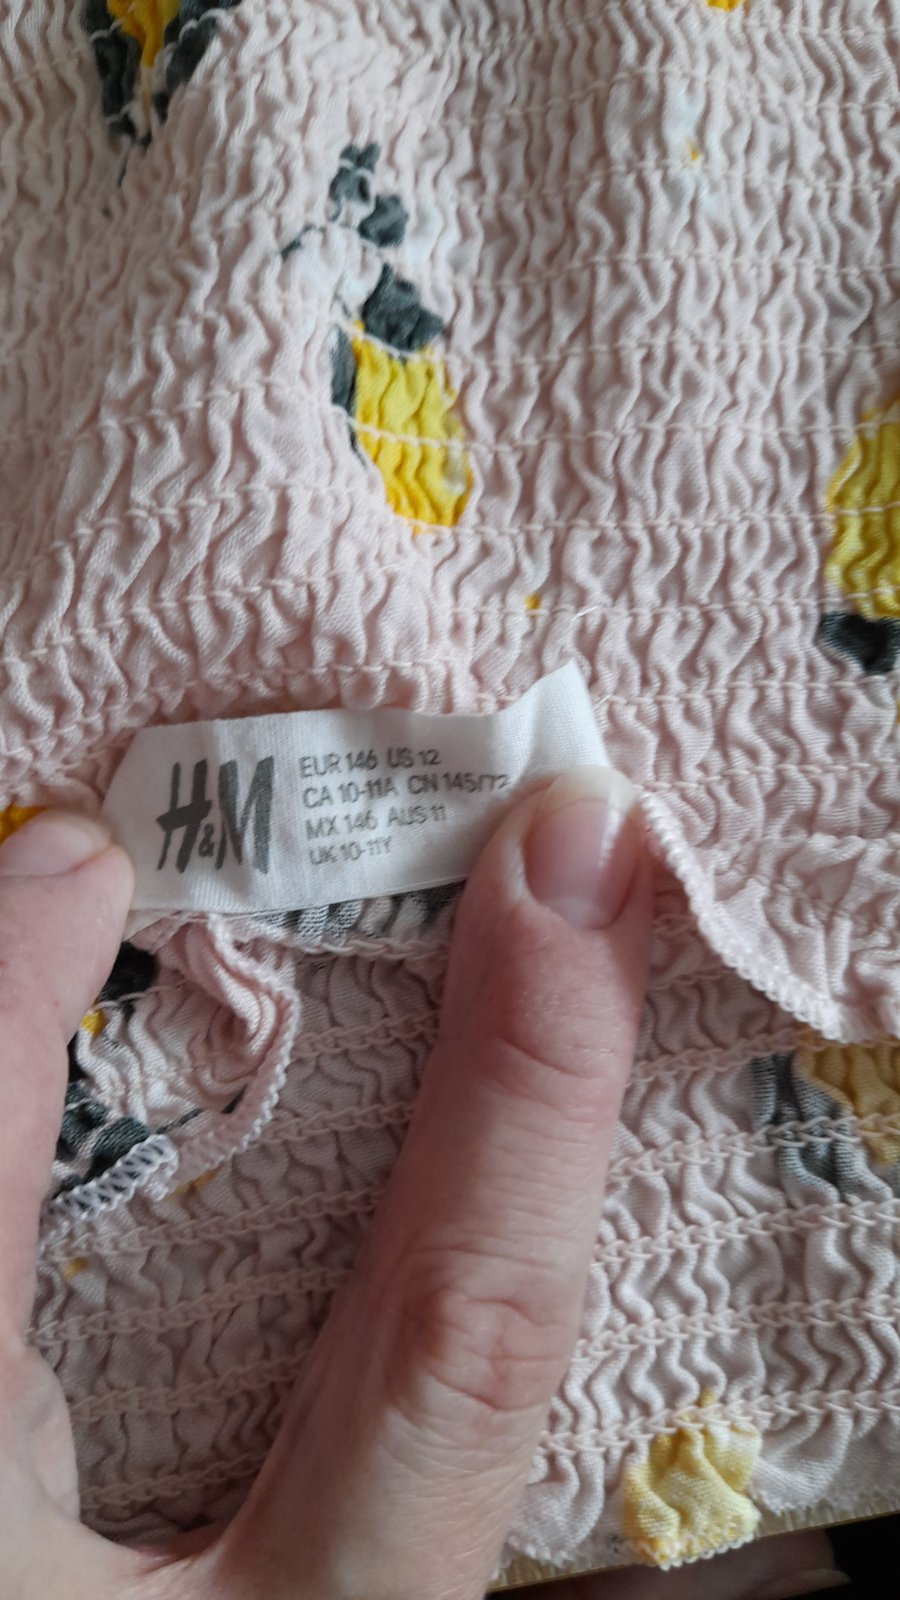 H&M
EUR 146 US 12
CA 10-11A CN 145/72
MX 146 AUS 11
UK 10-11Y